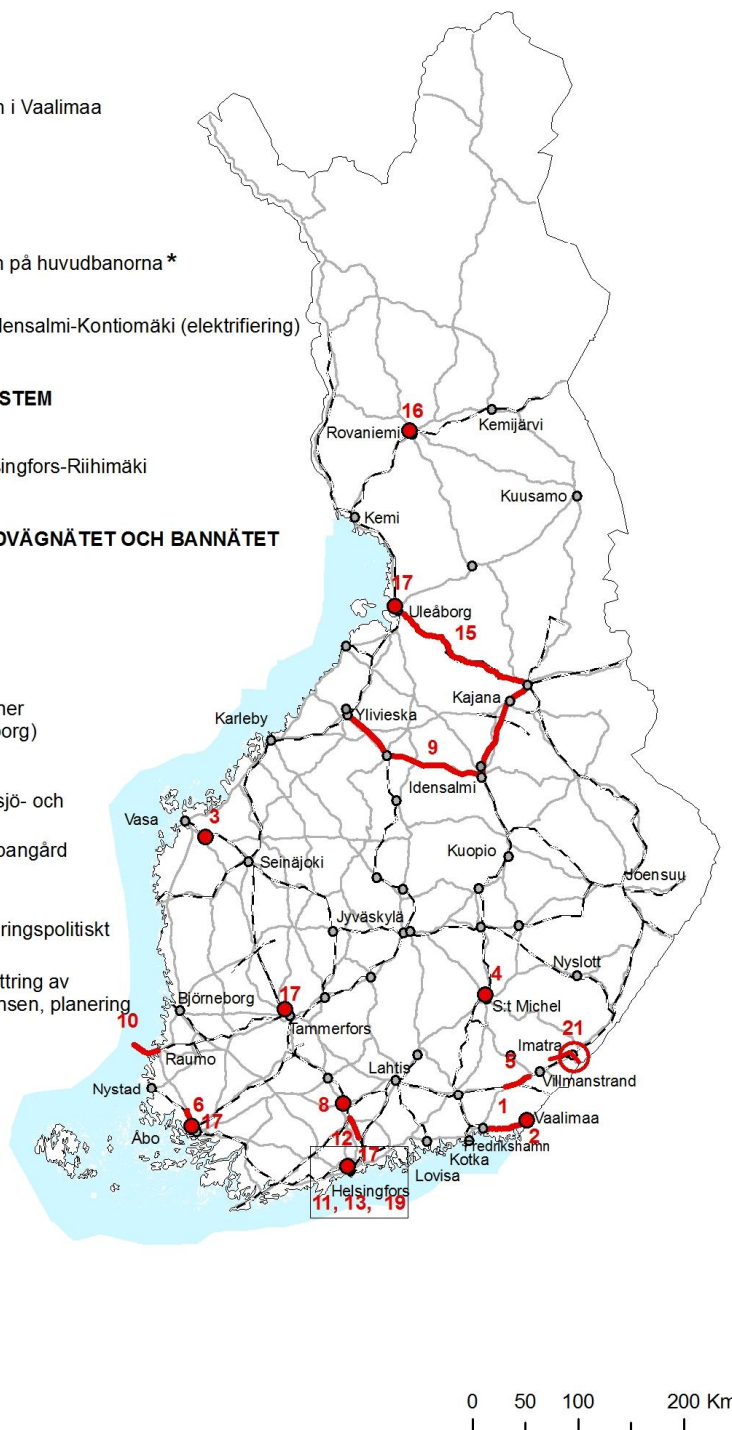 n i Vaalimaa
n på huvudbanorna *
densalmi-Kontiomäki (elektrifiering)
STEM
singfors-Riihimäki
DVÄGNÄTET OCH BANNÄTET
ner
org)
sjö- och
bangård
ringspolitiskt
ttring av
nsen, planering
16
Rovaniemi
Kemijärvi
Kuusamo
Kemi
17
Uleåborg
15
Kajana
Ylivieska
Karleby
9
Idensalmi
Vasa
3
Seinäjoki
Kuopio
Joensuu
Jyväskylä
Nyslott
4
S:t Michel
Björneborg
17
Tammerfors
10
Raumo
21
Imatra
5
Villmanstrand
Lahtis
Nystad
6
17
Åbo
8
12
1
Vaalimaa
2
Fredrikshamn
Kotka
Lovisa
17
Helsingfors
11, 13, 19
0 50 100 200 Km